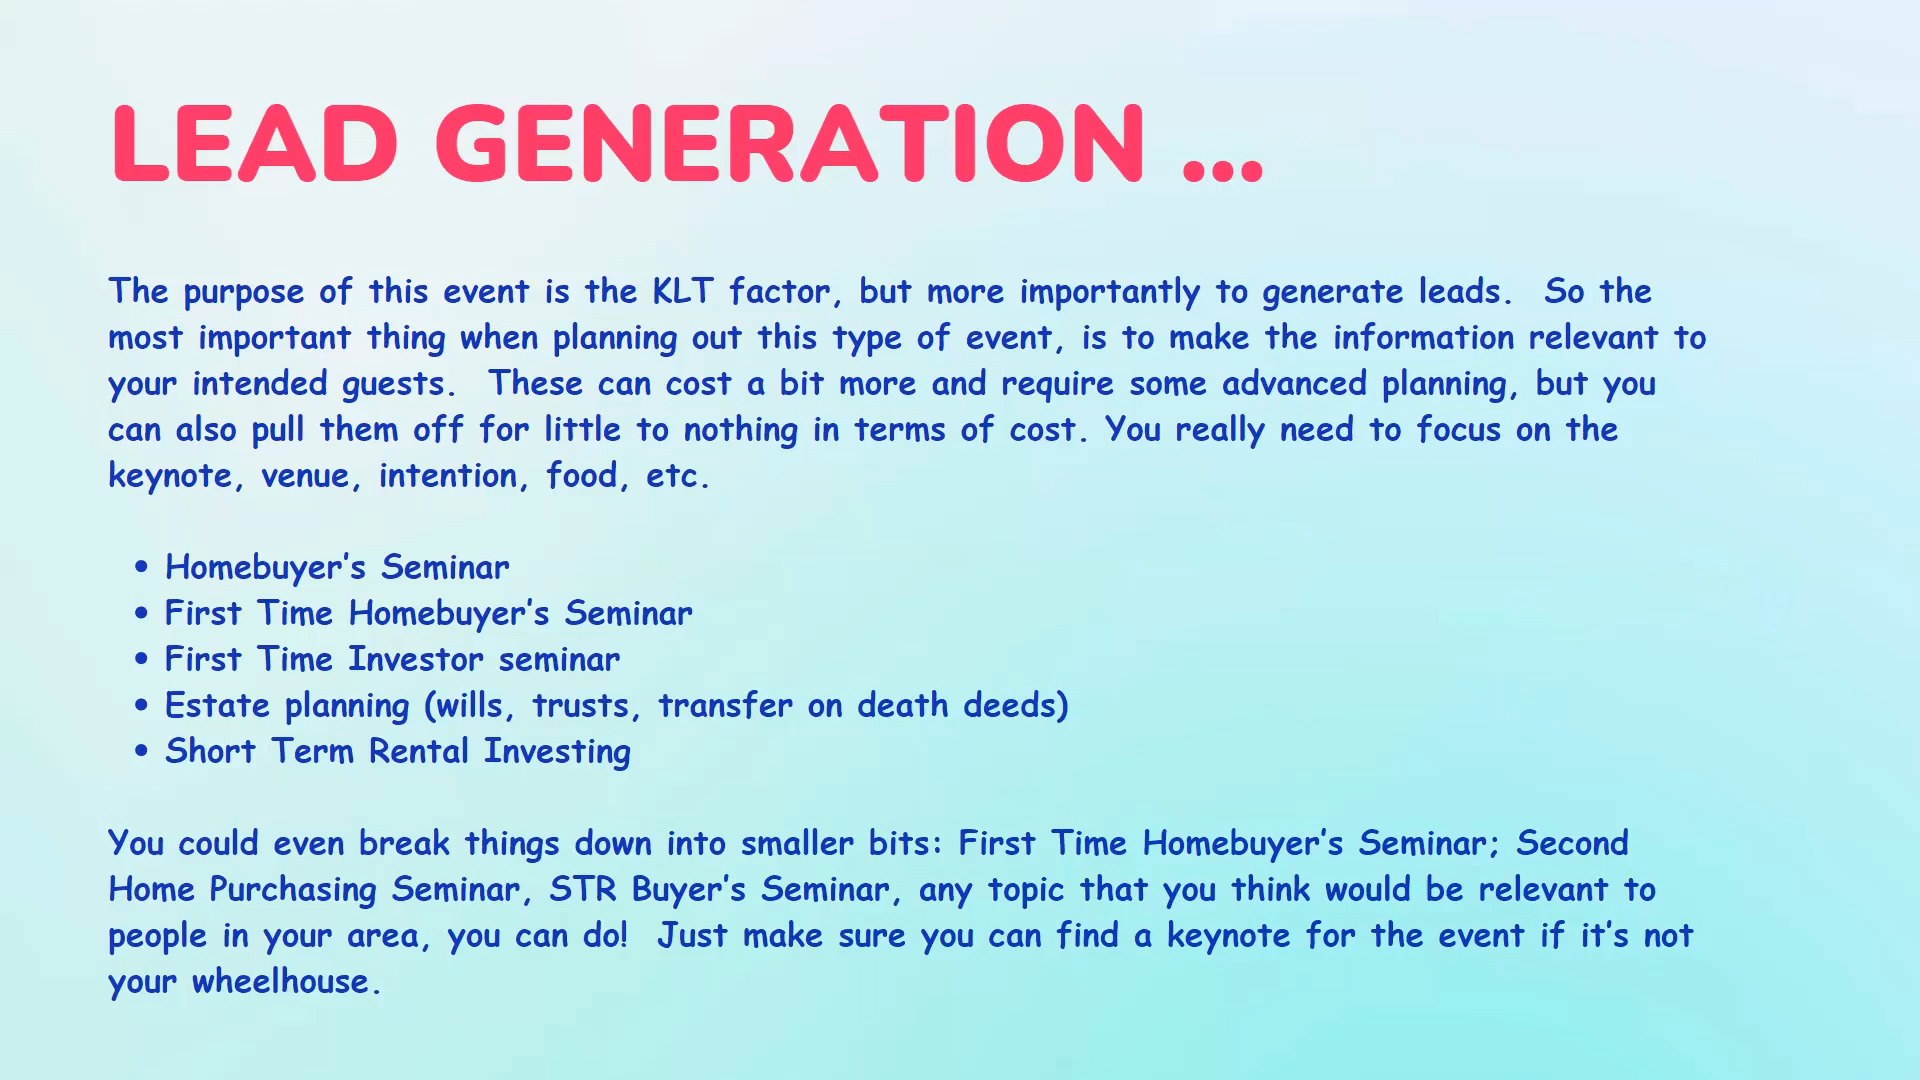 LEAD GENERATION ...
The purpose of this event is the KLT factor, but more importantly to generate leads.  So the
most important thing when planning out this type of event, is to make the information relevant to
your intended guests.  These can cost a bit more and require some advanced planning, but you
can also pull them off for little to nothing in terms of cost. You really need to focus on the
keynote, venue, intention, food, etc.
• Homebuyer's Seminar
• First Time Homebuyer's Seminar
• First Time Investor seminar
• Estate planning (wills, trusts, transfer on death deeds)
• Short Term Rental Investing
You could even break things down into smaller bits: First Time Homebuyer's Seminar; Second
Home Purchasing Seminar, STR Buyer's Seminar, any topic that you think would be relevant to
people in your area, you can do!  Just make sure you can find a keynote for the event if it's not
your wheelhouse.